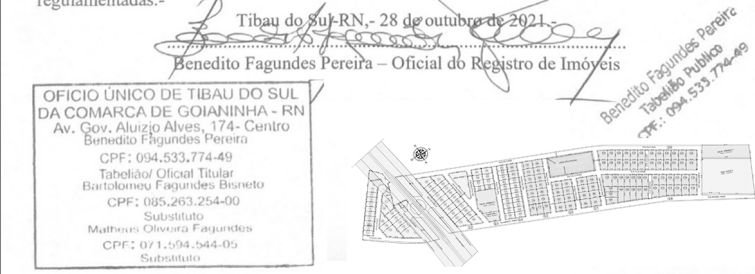 regulamentadas.-
Tibau do Sul-RN,- 28 de outubro de 2021.-
Benedito Fagundes Pereira – Oficial do Registro de Imóveis
Benedito Fagundes Pereira
Tabelião Publico
CPF.: 094.533.774-49
OFICIO ÚNICO DE TIBAU DO SUL
DA COMARCA DE GOIANINHA - RN
Av. Gov. Aluizio Alves, 174- Centro
Benedito Fagundes Pereira
CPF: 094.533.774-49
Tabelião/ Oficial Titular
Bartolomeu Fagundes Bisneto
CPF: 085.263.254-00
Substituto
Matheus Oliveira Fagundes
CPF: 071.594.544-05
Substituto